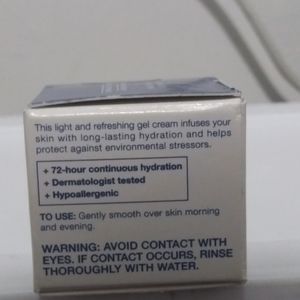 This light and refreshing gel cream infuses your
skin with long-lasting hydration and helps
protect against environmental stressors.
+ 72-hour continuous hydration
+ Dermatologist tested
+ Hypoallergenic
TO USE: Gently smooth over skin morning
and evening.
WARNING: AVOID CONTACT WITH
EYES. IF CONTACT OCCURS, RINSE
THOROUGHLY WITH WATER.